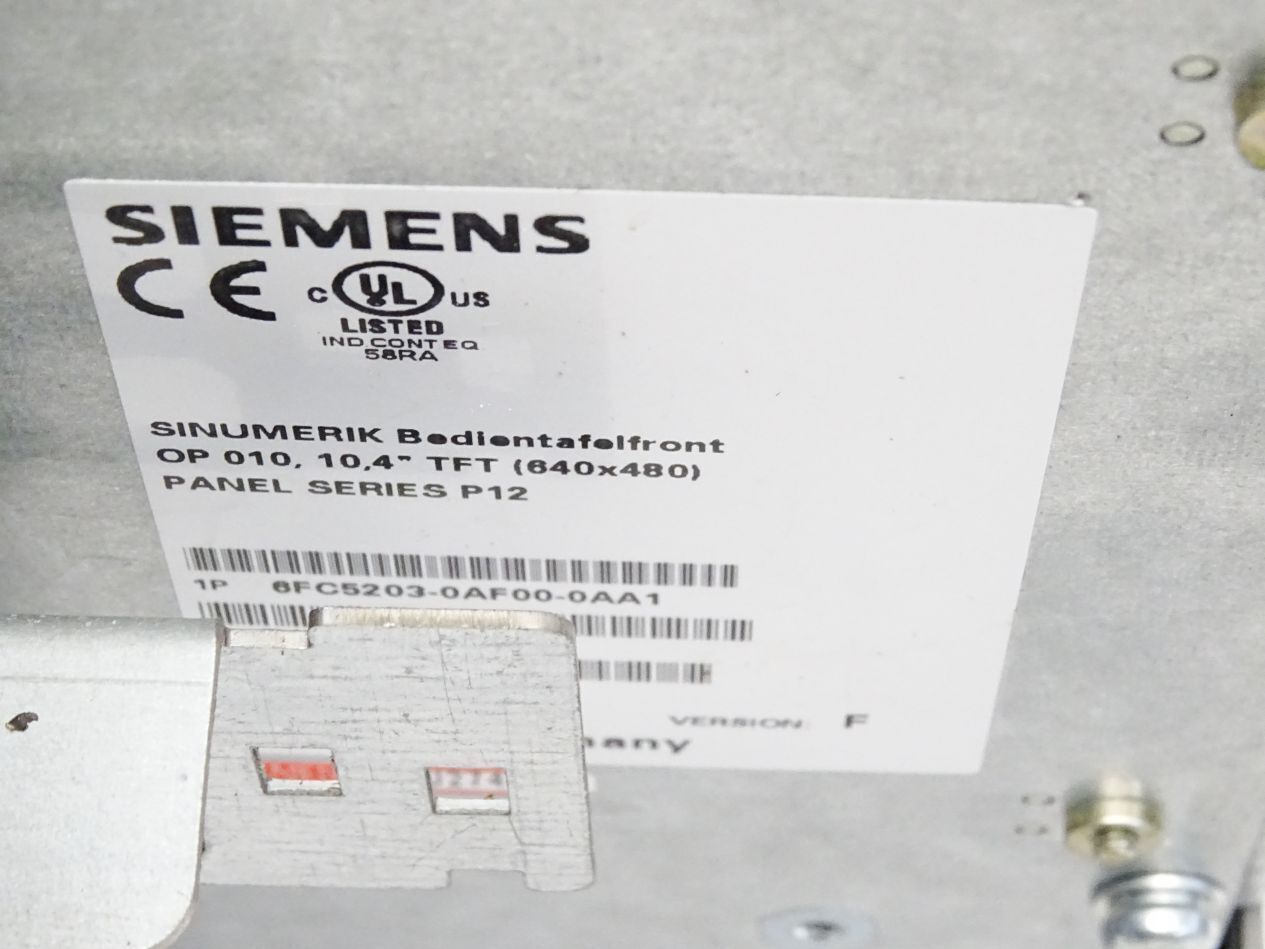 SIEMENS
CE C UL US
LISTED
IND.CONT.EQ
58RA
SINUMERIK Bedientafelfront
OP 010, 10,4" TFT (640x480)
PANEL SERIES P12
1P 6FC5203-0AF00-0AA1
VERSION: F